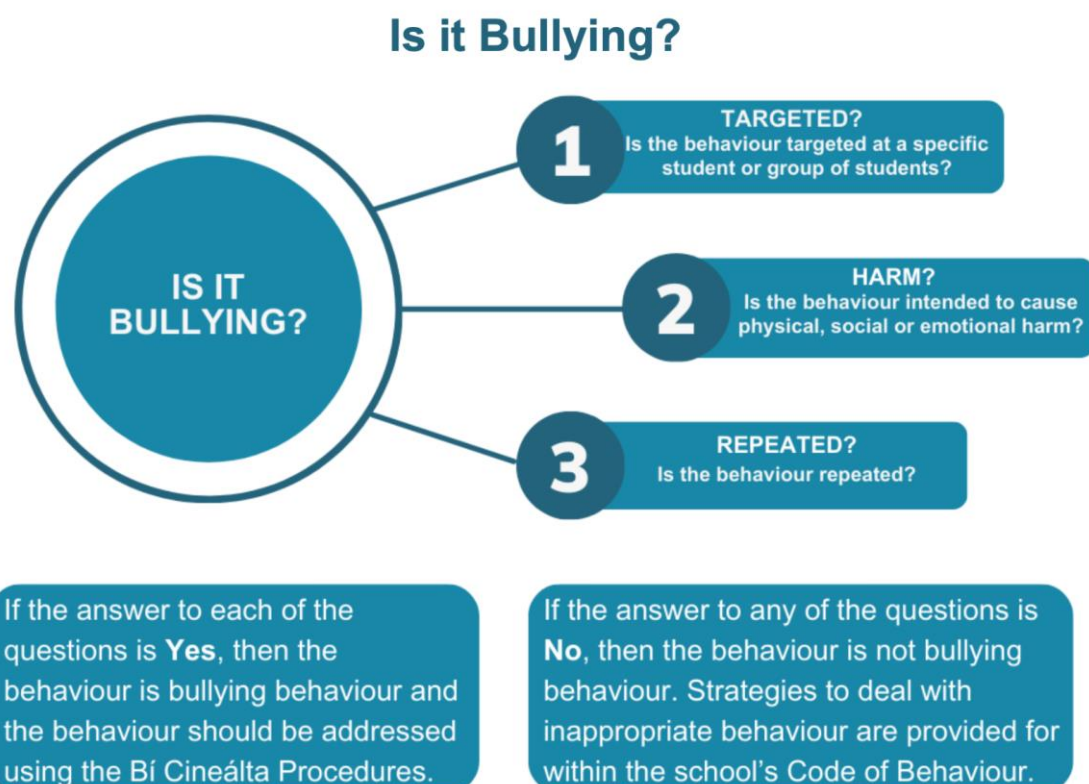 Is it Bullying?
IS IT
BULLYING?
1
TARGETED?
Is the behaviour targeted at a specific
student or group of students?
2
HARM?
Is the behaviour intended to cause
physical, social or emotional harm?
3
REPEATED?
Is the behaviour repeated?
If the answer to each of the
questions is Yes, then the
behaviour is bullying behaviour and
the behaviour should be addressed
using the Bí Cineálta Procedures.
If the answer to any of the questions is
No, then the behaviour is not bullying
behaviour. Strategies to deal with
inappropriate behaviour are provided for
within the school's Code of Behaviour.